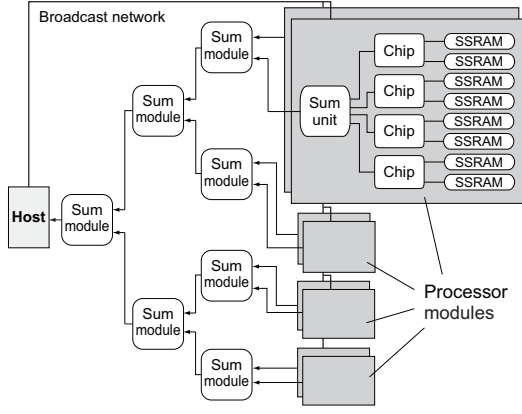 Broadcast network
Sum
module
Chip
SSRAM
SSRAM
Sum
module
Sum
unit
Chip
SSRAM
SSRAM
Chip
SSRAM
SSRAM
Sum
module
Chip
SSRAM
SSRAM
Host
Sum
module
Sum
module
Sum
module
Processor
modules
Sum
module